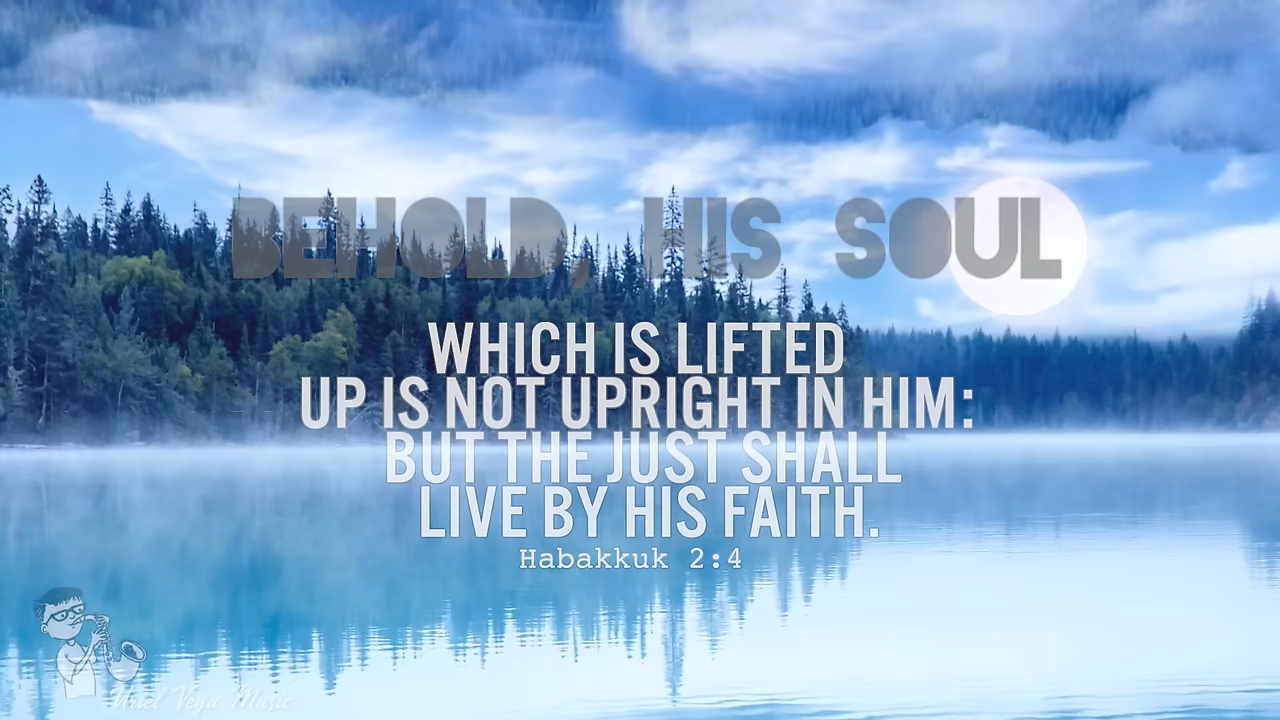 BEHOLD, HIS SOUL
WHICH IS LIFTED
UP IS NOT UPRIGHT IN HIM:
BUT THE JUST SHALL
LIVE BY HIS FAITH.
Habakkuk 2:4
Uriel Vega Music